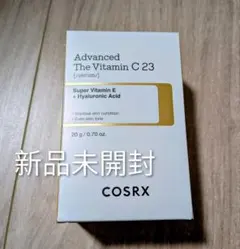 Advanced
The Vitamin C 23
Super Vitamin E
+ Hyaluronic Acid
新品未開封
20 g / 0.70 oz.
COSRX